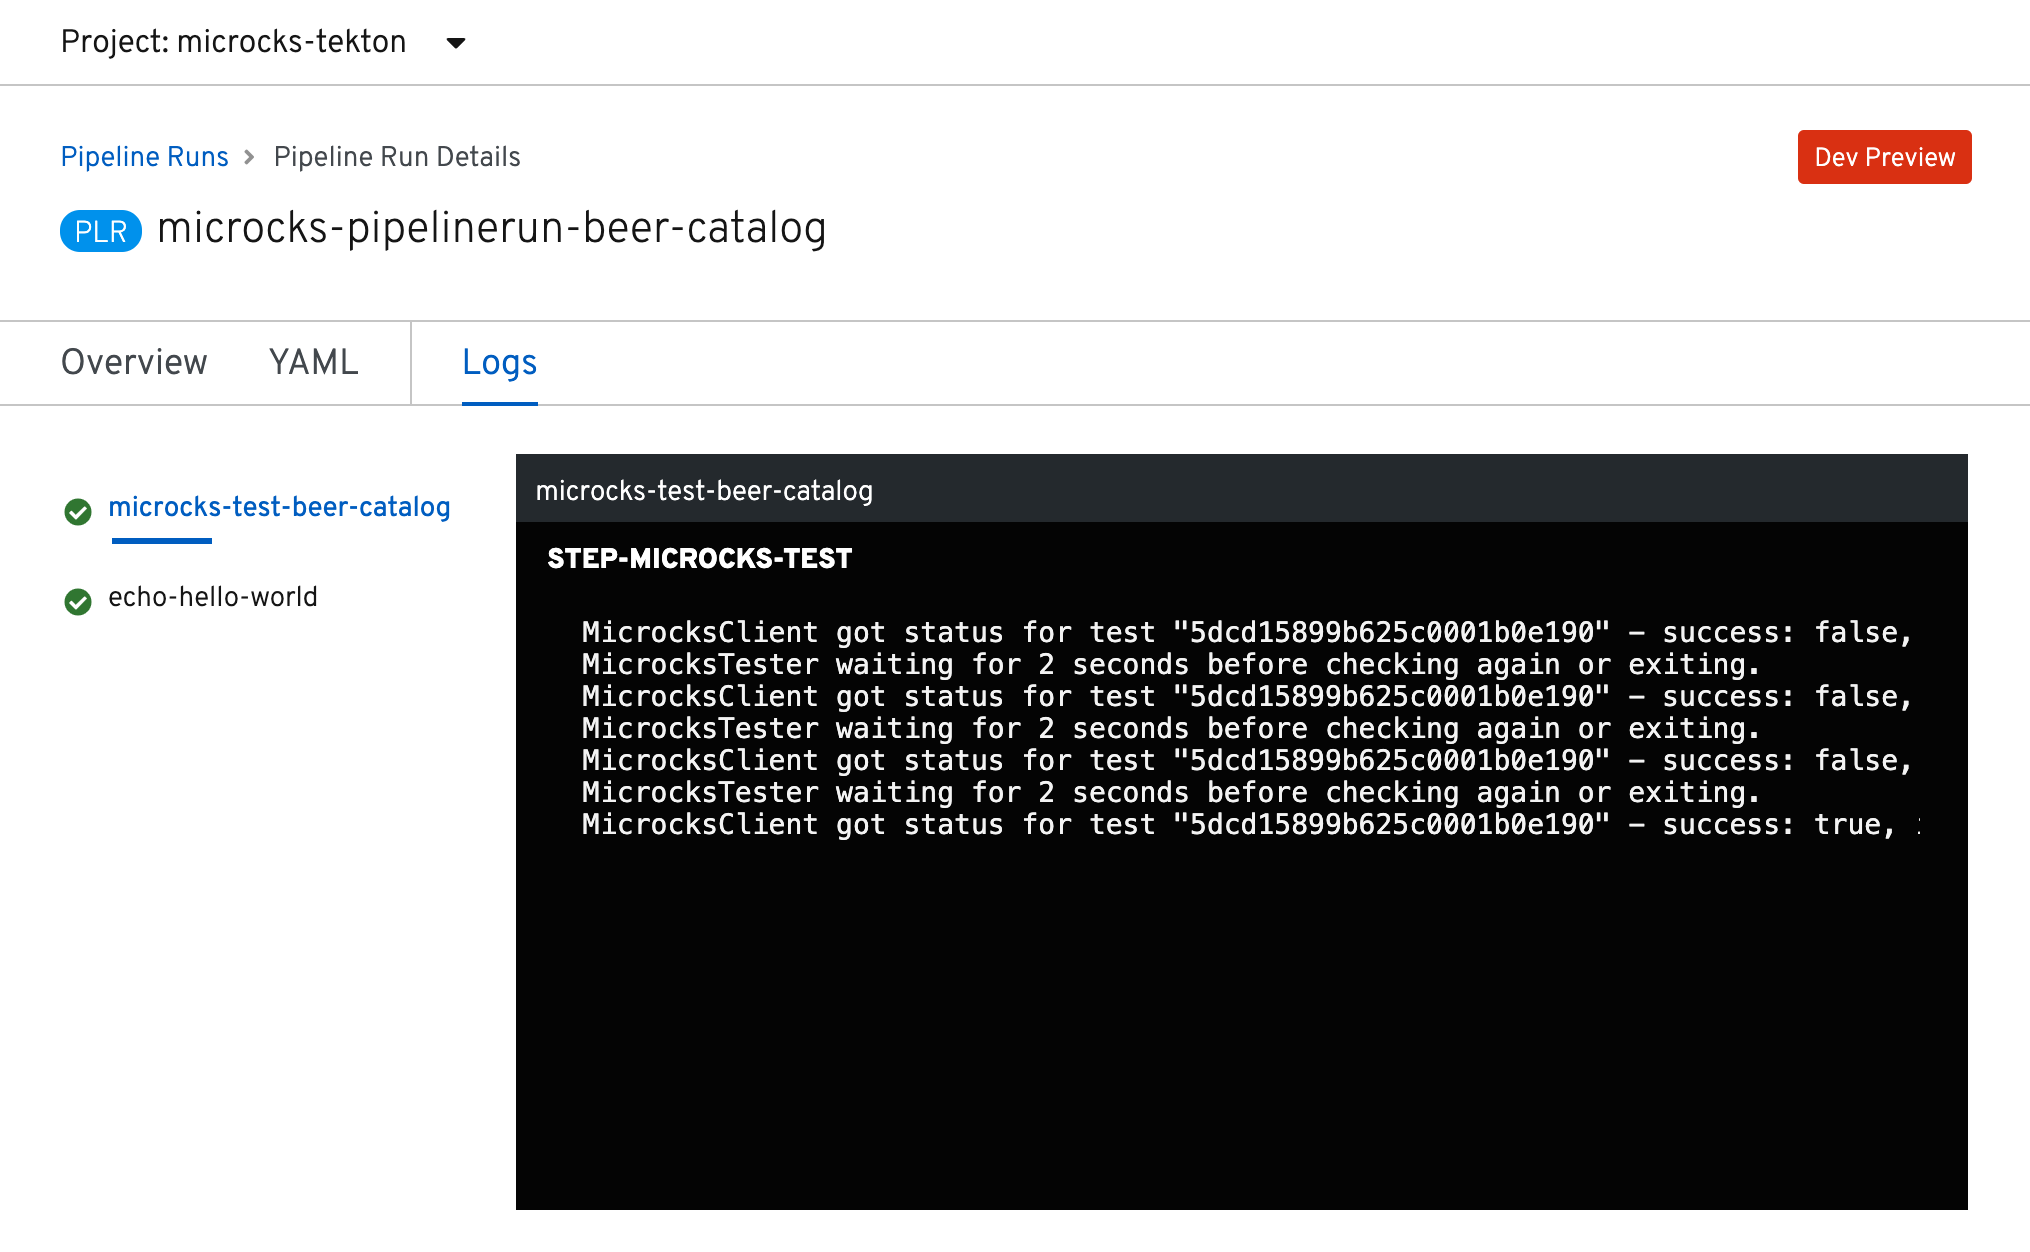 Project: microcks-tekton
Pipeline Runs > Pipeline Run Details
Dev Preview
PLR microcks-pipelinerun-beer-catalog
Overview YAML Logs
microcks-test-beer-catalog
echo-hello-world
microcks-test-beer-catalog
STEP-MICROCKS-TEST
MicrocksClient got status for test "5dcd15899b625c0001b0e190" - success: false,
MicrocksTester waiting for 2 seconds before checking again or exiting.
MicrocksClient got status for test "5dcd15899b625c0001b0e190" - success: false,
MicrocksTester waiting for 2 seconds before checking again or exiting.
MicrocksClient got status for test "5dcd15899b625c0001b0e190" - success: false,
MicrocksTester waiting for 2 seconds before checking again or exiting.
MicrocksClient got status for test "5dcd15899b625c0001b0e190" - success: true,